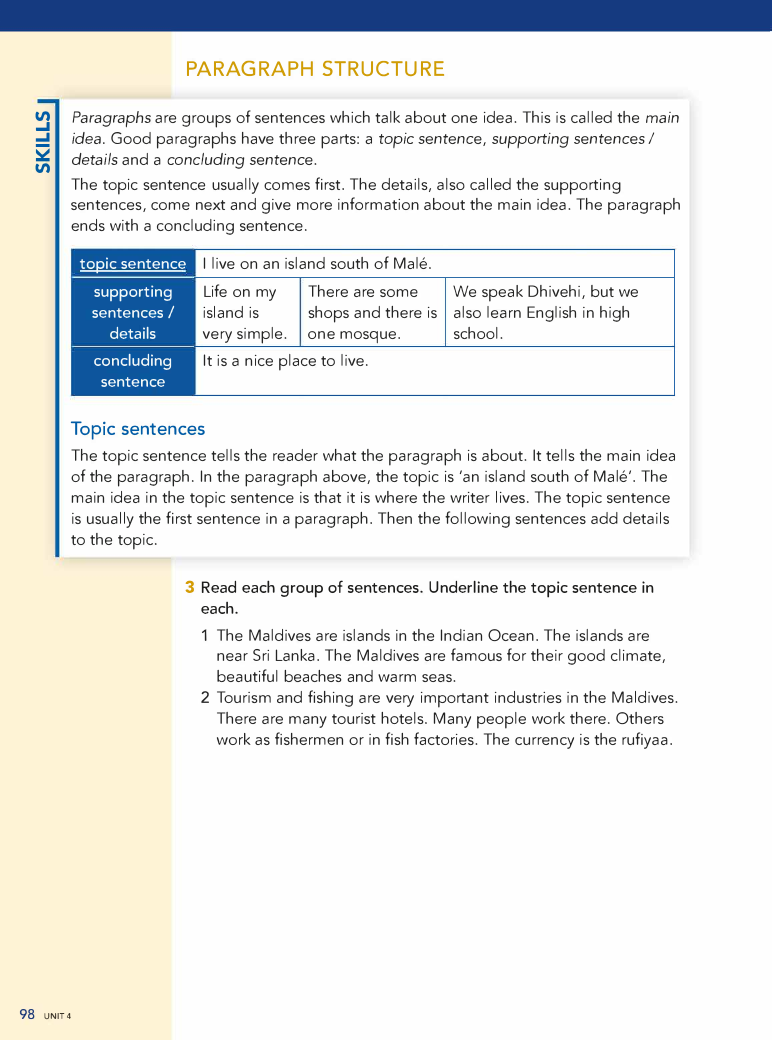 PARAGRAPH STRUCTURE
SKILLS
Paragraphs are groups of sentences which talk about one idea. This is called the main
idea. Good paragraphs have three parts: a topic sentence, supporting sentences /
details and a concluding sentence.
The topic sentence usually comes first. The details, also called the supporting
sentences, come next and give more information about the main idea. The paragraph
ends with a concluding sentence.
topic sentence I live on an island south of Malé.
supporting Life on my There are some We speak Dhivehi, but we
sentences / island is shops and there is also learn English in high
details very simple. one mosque. school.
concluding It is a nice place to live.
sentence
Topic sentences
The topic sentence tells the reader what the paragraph is about. It tells the main idea
of the paragraph. In the paragraph above, the topic is ‘an island south of Malé’. The
main idea in the topic sentence is that it is where the writer lives. The topic sentence
is usually the first sentence in a paragraph. Then the following sentences add details
to the topic.
3 Read each group of sentences. Underline the topic sentence in
each.
1 The Maldives are islands in the Indian Ocean. The islands are
near Sri Lanka. The Maldives are famous for their good climate,
beautiful beaches and warm seas.
2 Tourism and fishing are very important industries in the Maldives.
There are many tourist hotels. Many people work there. Others
work as fishermen or in fish factories. The currency is the rufiyaa.
98 UNIT 4